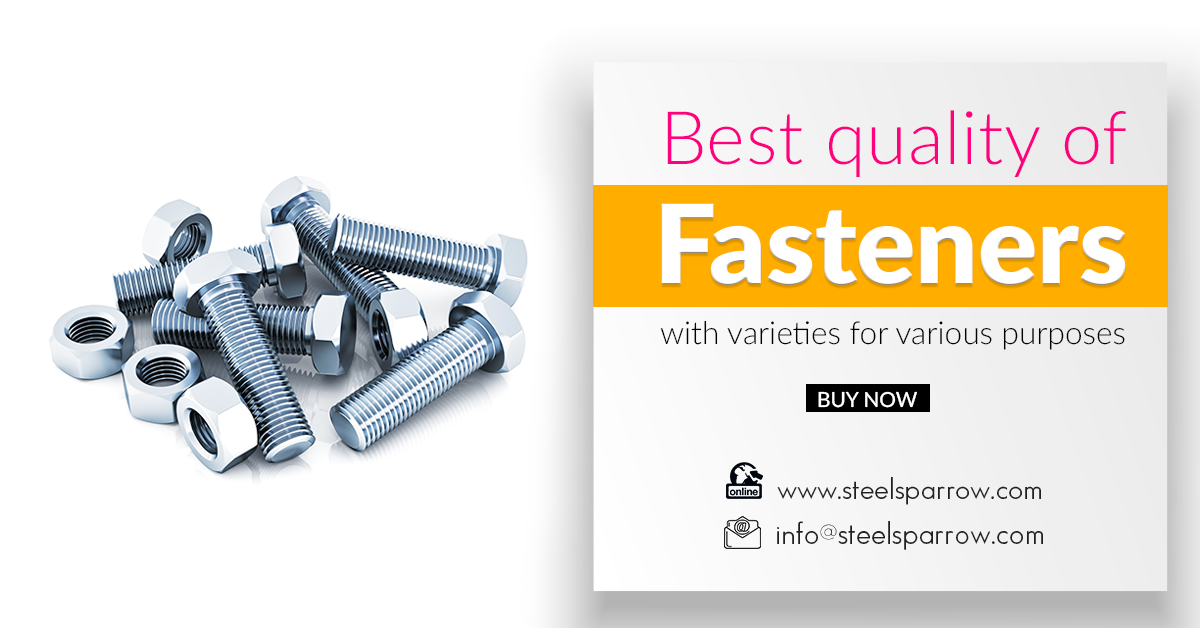 Best quality of
Fasteners
with varieties for various purposes
BUY NOW
online
www.steelsparrow.com
@
info@steelsparrow.com